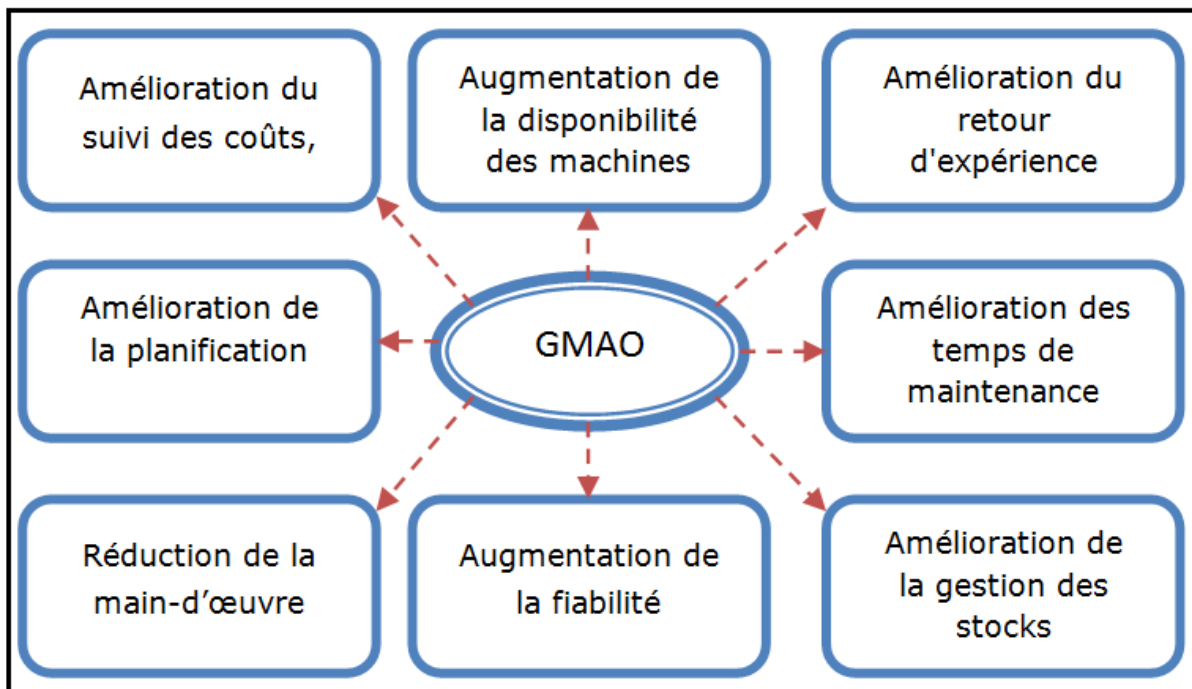 Amélioration du
suivi des coûts,
Augmentation de
la disponibilité
des machines
Amélioration du
retour
d'expérience
Amélioration de
la planification
GMAO
Amélioration des
temps de
maintenance
Réduction de la
main-d’œuvre
Augmentation de
la fiabilité
Amélioration de
la gestion des
stocks